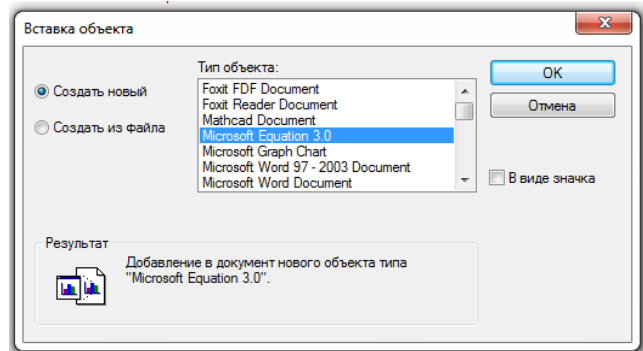 Вставка объекта
Тип объекта:
Создать новый
Создать из файла
Foxit FDF Document
Foxit Reader Document
Mathcad Document
Microsoft Equation 3.0
Microsoft Graph Chart
Microsoft Word 97 - 2003 Document
Microsoft Word Document
OK
Отмена
В виде значка
Результат
Добавление в документ нового объекта типа
"Microsoft Equation 3.0".